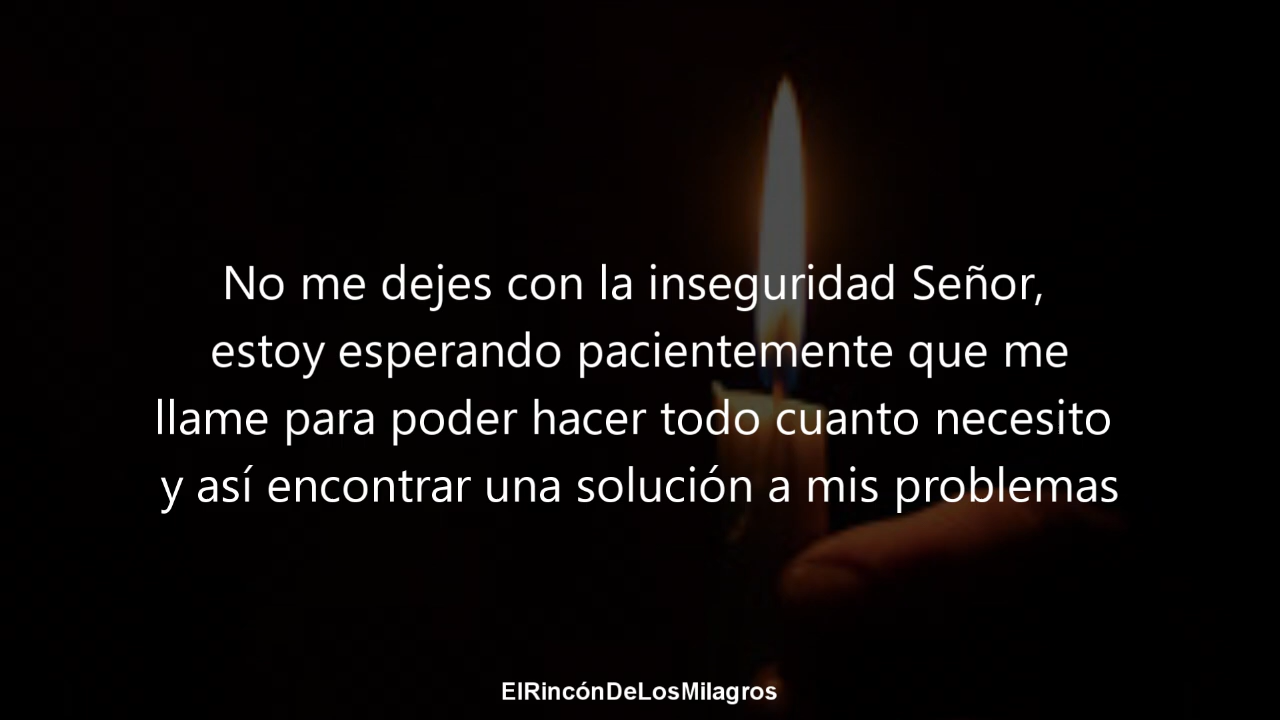 No me dejes con la inseguridad Señor,
estoy esperando pacientemente que me
llame para poder hacer todo cuanto necesito
y así encontrar una solución a mis problemas
ElRincónDeLosMilagros